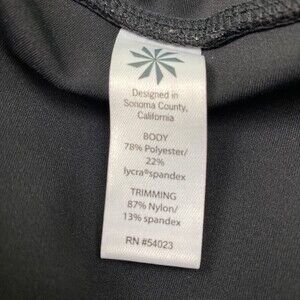 Designed in
Sonoma County,
California
BODY
78% Polyester/
22%
lycra®spandex
TRIMMING
87% Nylon/
13% spandex
RN #54023